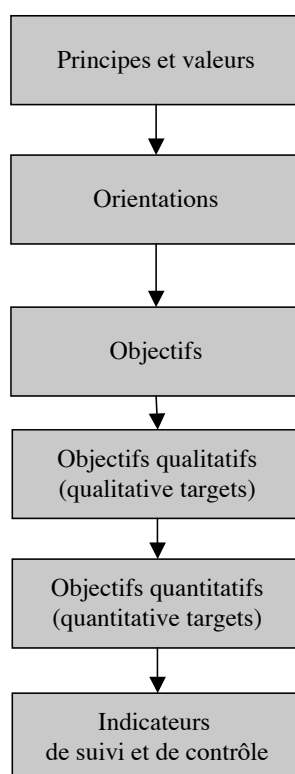 Principes et valeurs
Orientations
Objectifs
Objectifs qualitatifs
(qualitative targets)
Objectifs quantitatifs
(quantitative targets)
Indicateurs
de suivi et de contrôle